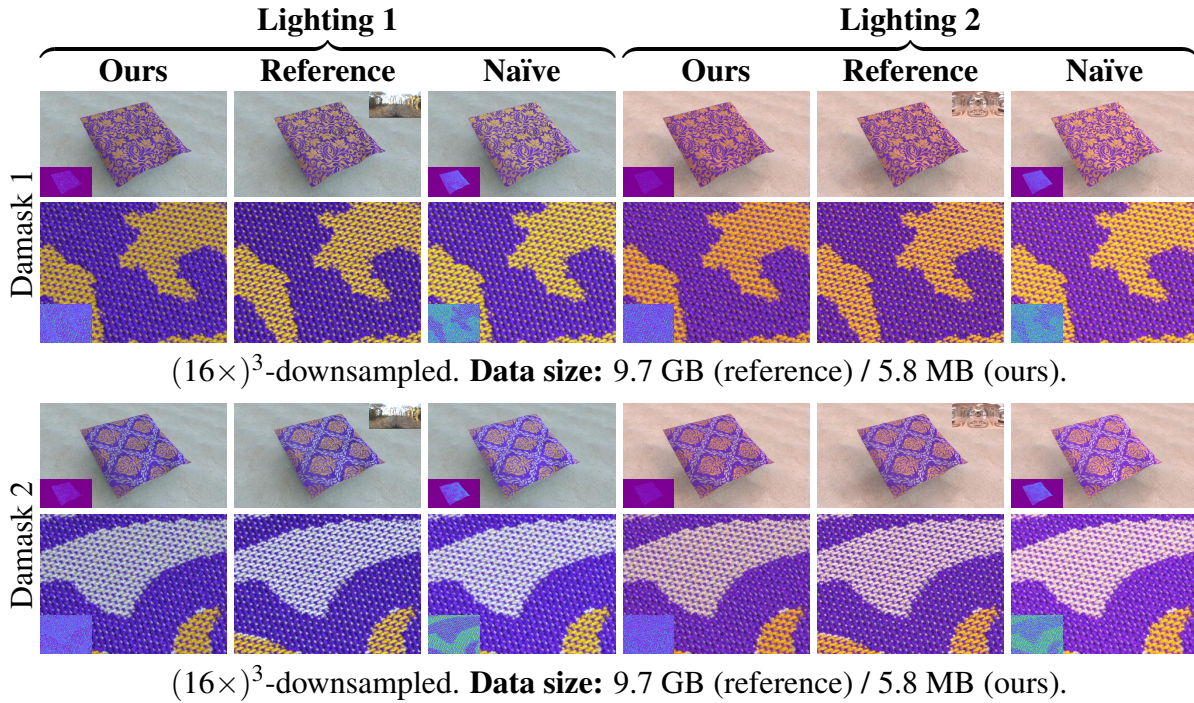 Lighting 1 Lighting 2
Ours Reference Naïve Ours Reference Naïve
Damask 1
(16×)³-downsampled. Data size: 9.7 GB (reference) / 5.8 MB (ours).
Damask 2
(16×)³-downsampled. Data size: 9.7 GB (reference) / 5.8 MB (ours).